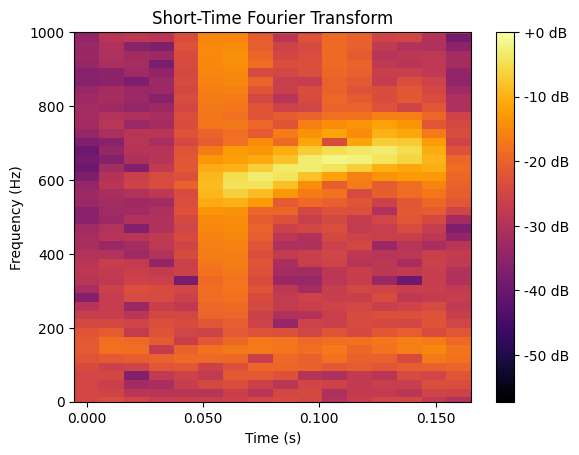 Short-Time Fourier Transform
1000
800
600
400
200
0
Frequency (Hz)
0.000
0.050
0.100
0.150
Time (s)
+0 dB
-10 dB
-20 dB
-30 dB
-40 dB
-50 dB